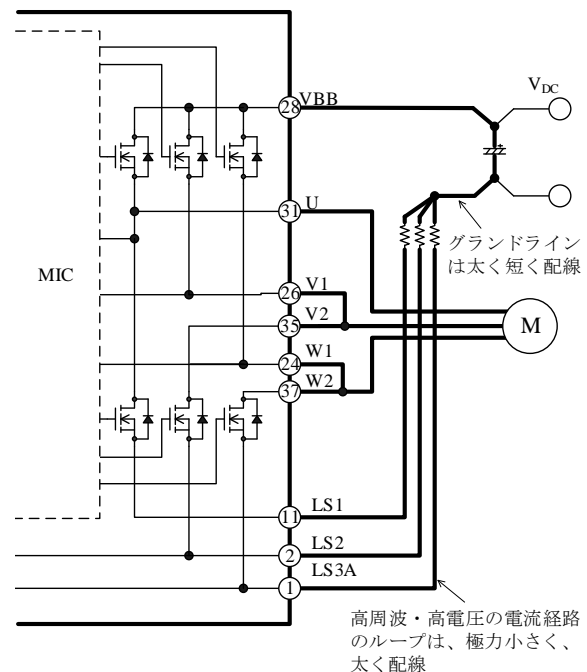 VBB
28
VDC
U
31
グランドライン
は太く短く配線
MIC
V1
26
V2
35
M
W1
24
W2
37
LS1
11
LS2
2
LS3A
1
高周波・高電圧の電流経路
のループは、極力小さく、
太く配線